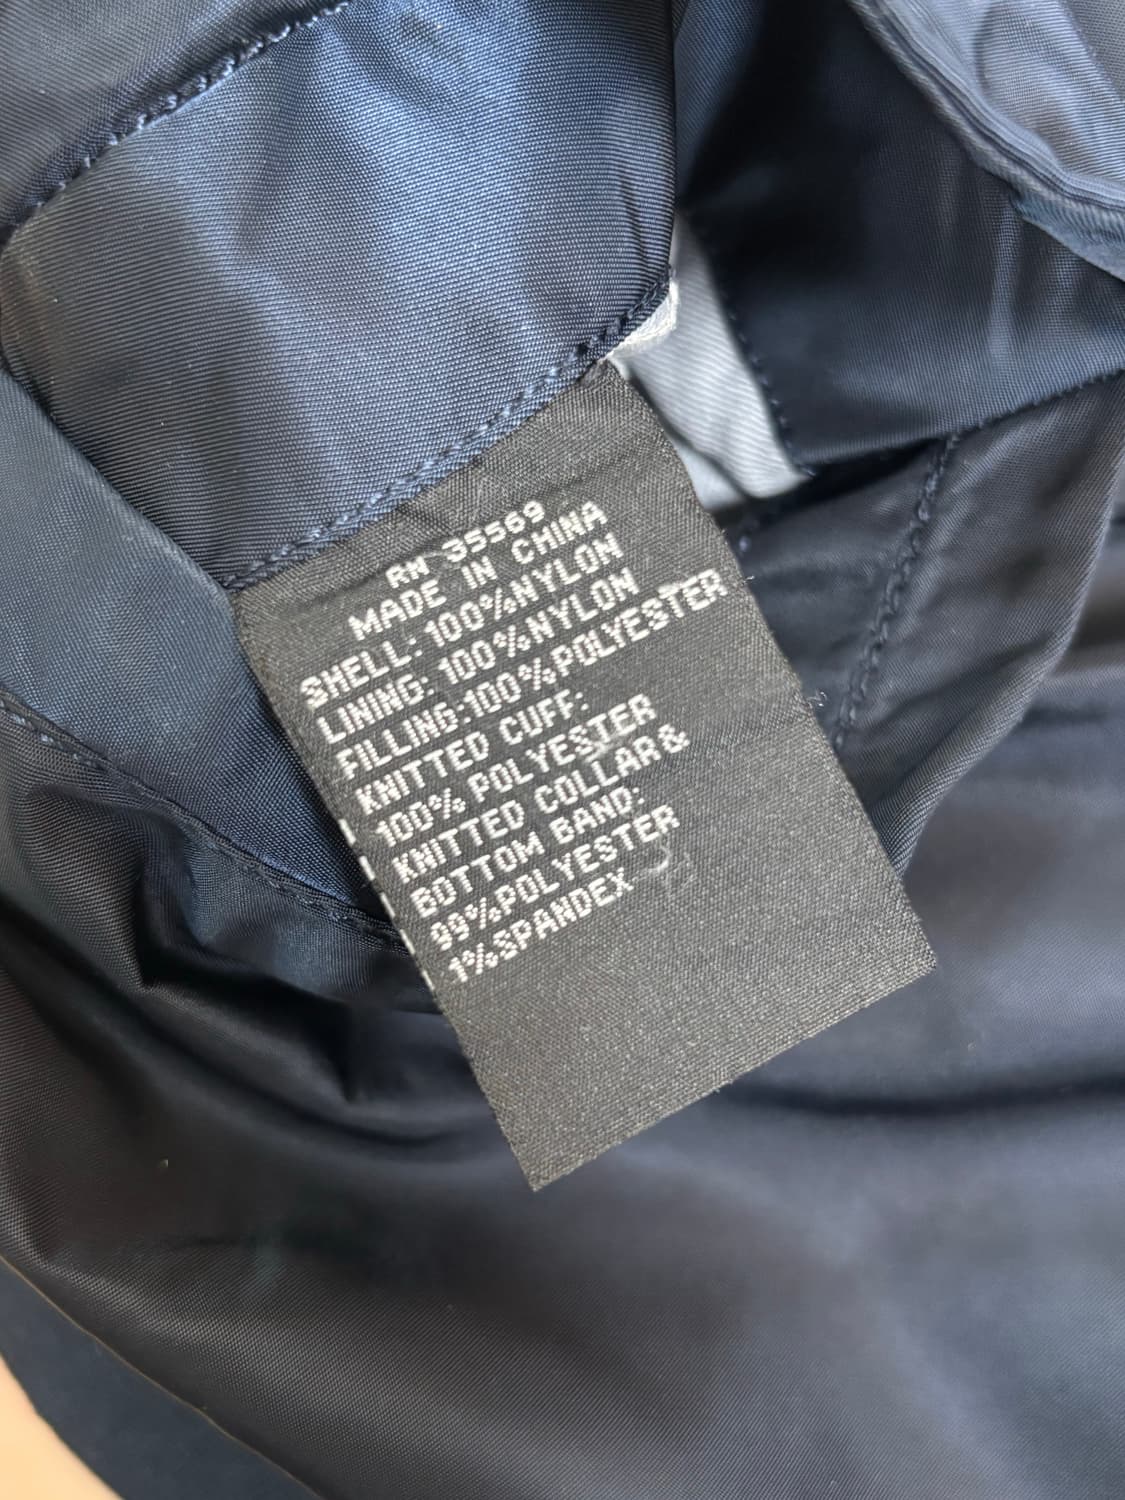 RN 35569
MADE IN CHINA
SHELL:100%NYLON
LINING: 100%NYLON
FILLING:100%POLYESTER
KNITTED CUFF:
100% POLYESTER
KNITTED COLLAR&
BOTTOM BAND:
99%POLYESTER
1%SPANDEX